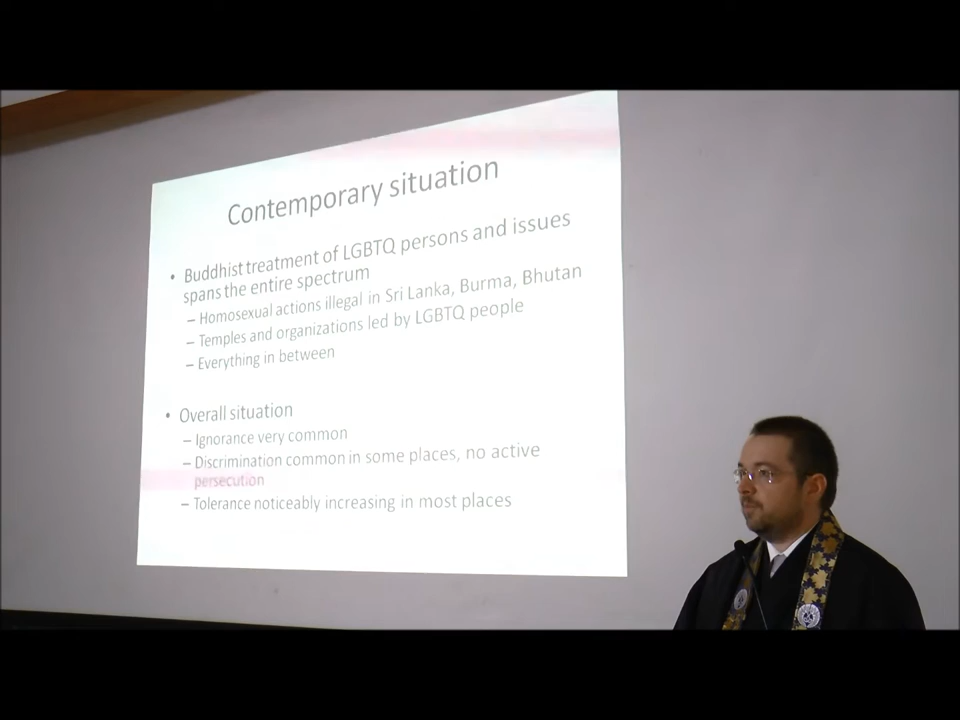 Contemporary situation
• Buddhist treatment of LGBTQ persons and issues
spans the entire spectrum
– Homosexual actions illegal in Sri Lanka, Burma, Bhutan
– Temples and organizations led by LGBTQ people
– Everything in between
• Overall situation
– Ignorance very common
– Discrimination common in some places, no active
persecution
– Tolerance noticeably increasing in most places